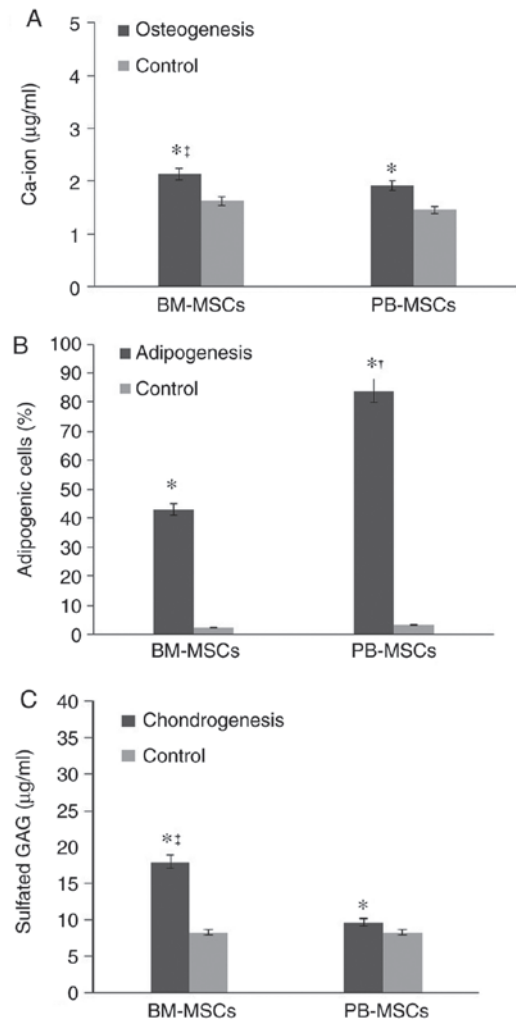 A
Osteogenesis
Control
Ca-ion (µg/ml)
5
4
3
2
1
0
*‡
*
BM-MSCs PB-MSCs
B
Adipogenesis
Control
Adipogenic cells (%)
100
90
80
70
60
50
40
30
20
10
0
*
*†
BM-MSCs PB-MSCs
C
Chondrogenesis
Control
Sulfated GAG (µg/ml)
40
35
30
25
20
15
10
5
0
*‡
*
BM-MSCs PB-MSCs